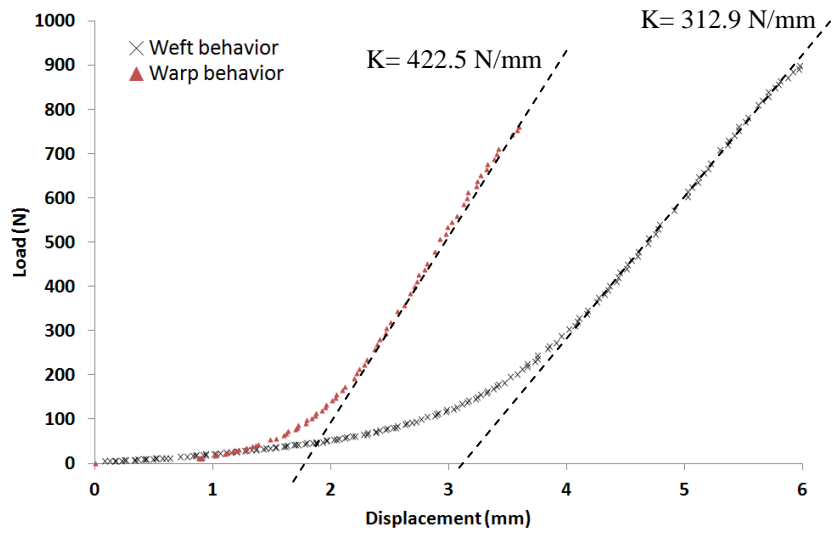 1000
900
800
700
600
500
400
300
200
100
0
Load (N)
Weft behavior
Warp behavior
K= 422.5 N/mm
K= 312.9 N/mm
0 1 2 3 4 5 6
Displacement (mm)